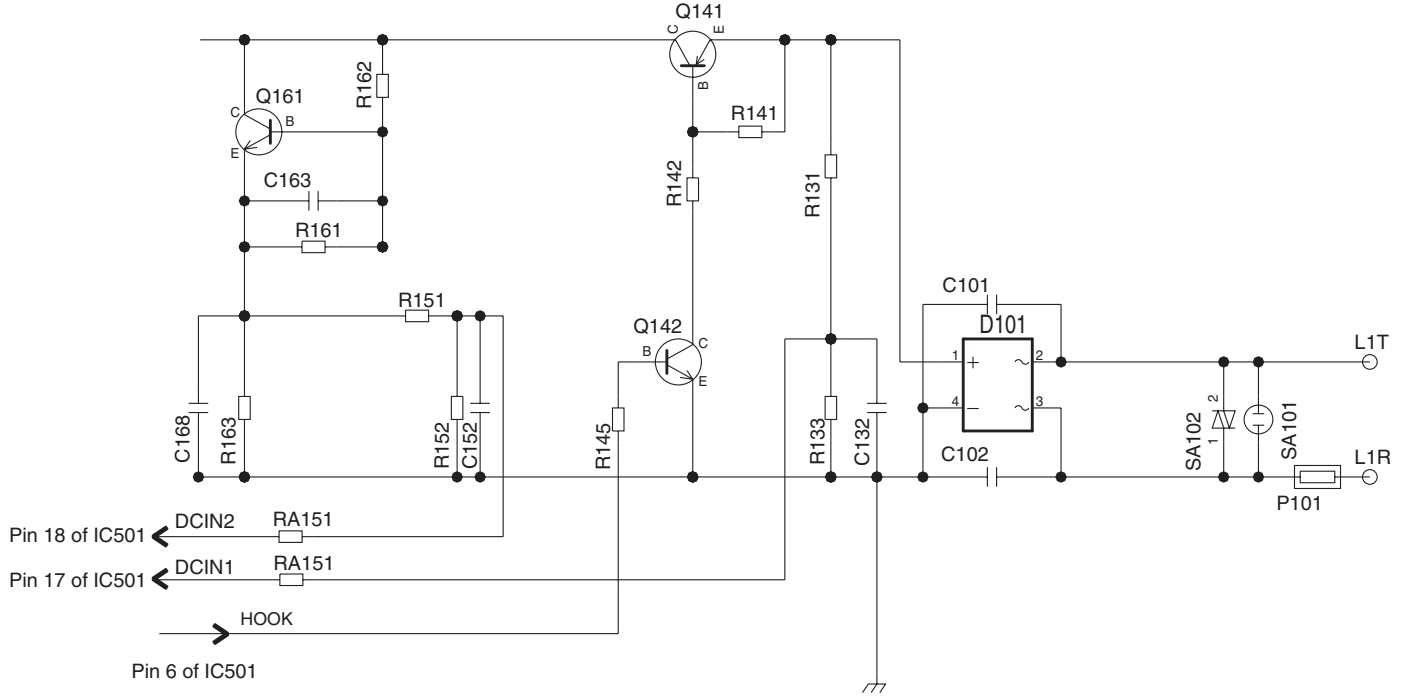 Q141
C
E
B
R162
Q161
C
B
E
R141
C163
R142
R131
R161
C101
R151
D101
Q142
B
C
E
L1T
1
+
~
2
4
−
~
3
C168
R163
R152
C152
R145
R133
C132
C102
SA102
2
1
SA101
L1R
P101
Pin 18 of IC501
DCIN2
RA151
Pin 17 of IC501
DCIN1
RA151
HOOK
Pin 6 of IC501